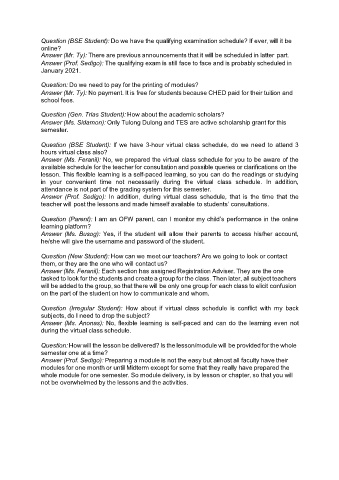 Question (BSE Student): Do we have the qualifying examination schedule? If ever, will it be
online?
Answer (Mr. Ty): There are previous announcements that it will be scheduled in latter part.
Answer (Prof. Sedigo): The qualifying exam is still face to face and is probably scheduled in
January 2021.
Question: Do we need to pay for the printing of modules?
Answer (Mr. Ty): No payment. It is free for students because CHED paid for their tuition and
school fees.
Question (Gen. Trias Student): How about the academic scholars?
Answer (Ms. Sidamon): Only Tulong Dulong and TES are active scholarship grant for this
semester.
Question (BSE Student): If we have 3-hour virtual class schedule, do we need to attend 3
hours virtual class also?
Answer (Ms. Feranil): No, we prepared the virtual class schedule for you to be aware of the
available schedule for the teacher for consultation and possible queries or clarifications on the
lesson. This flexible learning is a self-paced learning, so you can do the readings or studying
in your convenient time not necessarily during the virtual class schedule. In addition,
attendance is not part of the grading system for this semester.
Answer (Prof. Sedigo): In addition, during virtual class schedule, that is the time that the
teacher will post the lessons and made himself available to students' consultations.
Question (Parent): I am an OFW parent, can I monitor my child's performance in the online
learning platform?
Answer (Ms. Busog): Yes, if the student will allow their parents to access his/her account,
he/she will give the username and password of the student.
Question (New Student): How can we meet our teachers? Are we going to look or contact
them, or they are the one who will contact us?
Answer (Ms. Feranil): Each section has assigned Registration Adviser. They are the one
tasked to look for the students and create a group for the class. Then later, all subject teachers
will be added to the group, so that there will be only one group for each class to elicit confusion
on the part of the student on how to communicate and whom.
Question (Irregular Student): How about if virtual class schedule is conflict with my back
subjects, do I need to drop the subject?
Answer (Ms. Anonas): No, flexible learning is self-paced and can do the learning even not
during the virtual class schedule.
Question: How will the lesson be delivered? Is the lesson/module will be provided for the whole
semester one at a time?
Answer (Prof. Sedigo): Preparing a module is not the easy but almost all faculty have their
modules for one month or until Midterm except for some that they really have prepared the
whole module for one semester. So module delivery, is by lesson or chapter, so that you will
not be overwhelmed by the lessons and the activities.